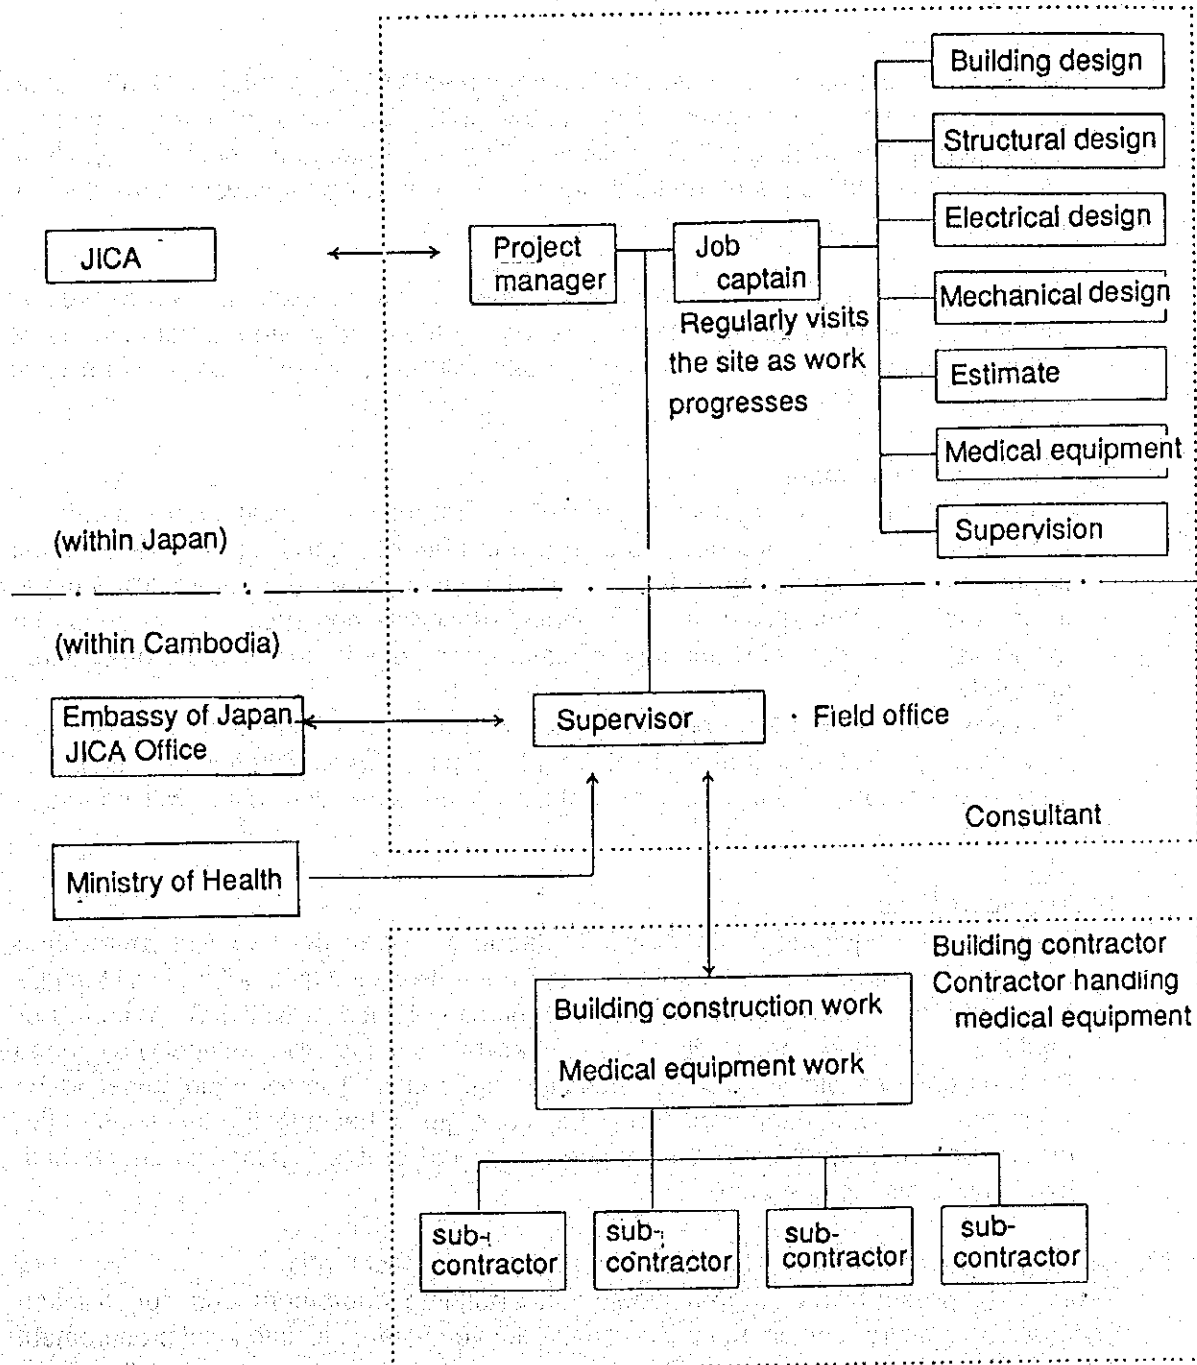 Building design
Structural design
Electrical design
Mechanical design
Estimate
Medical equipment
Supervision
JICA
Project
manager
Job
captain
Regularly visits
the site as work
progresses
(within Japan)
(within Cambodia)
Embassy of Japan
JICA Office
Supervisor
· Field office
Consultant
Ministry of Health
Building contractor
Contractor handling
medical equipment
Building construction work
Medical equipment work
sub-
contractor
sub-
contractor
sub-
contractor
sub-
contractor